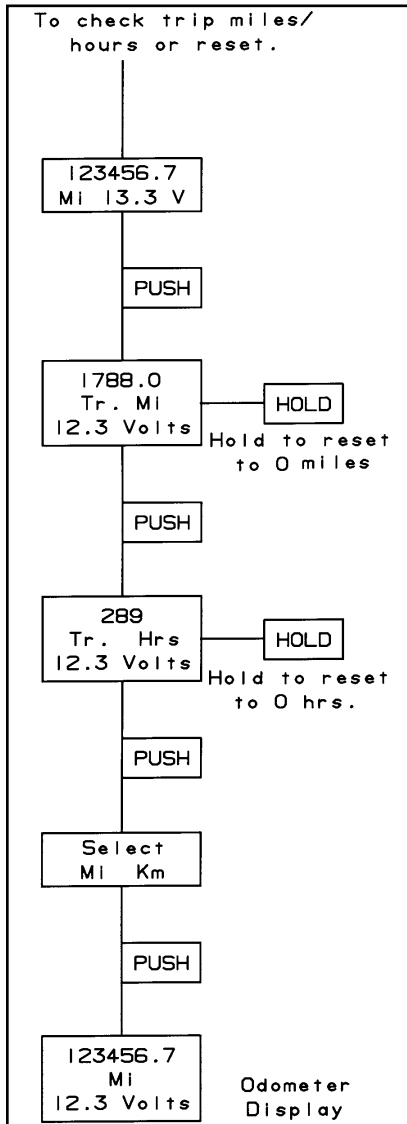 To check trip miles/
hours or reset.
123456.7
Mi 13.3 V
PUSH
1788.0
Tr. Mi
12.3 Volts
HOLD
Hold to reset
to 0 miles
PUSH
289
Tr. Hrs
12.3 Volts
HOLD
Hold to reset
to 0 hrs.
PUSH
Select
Mi Km
PUSH
123456.7
Mi
12.3 Volts
Odometer
Display